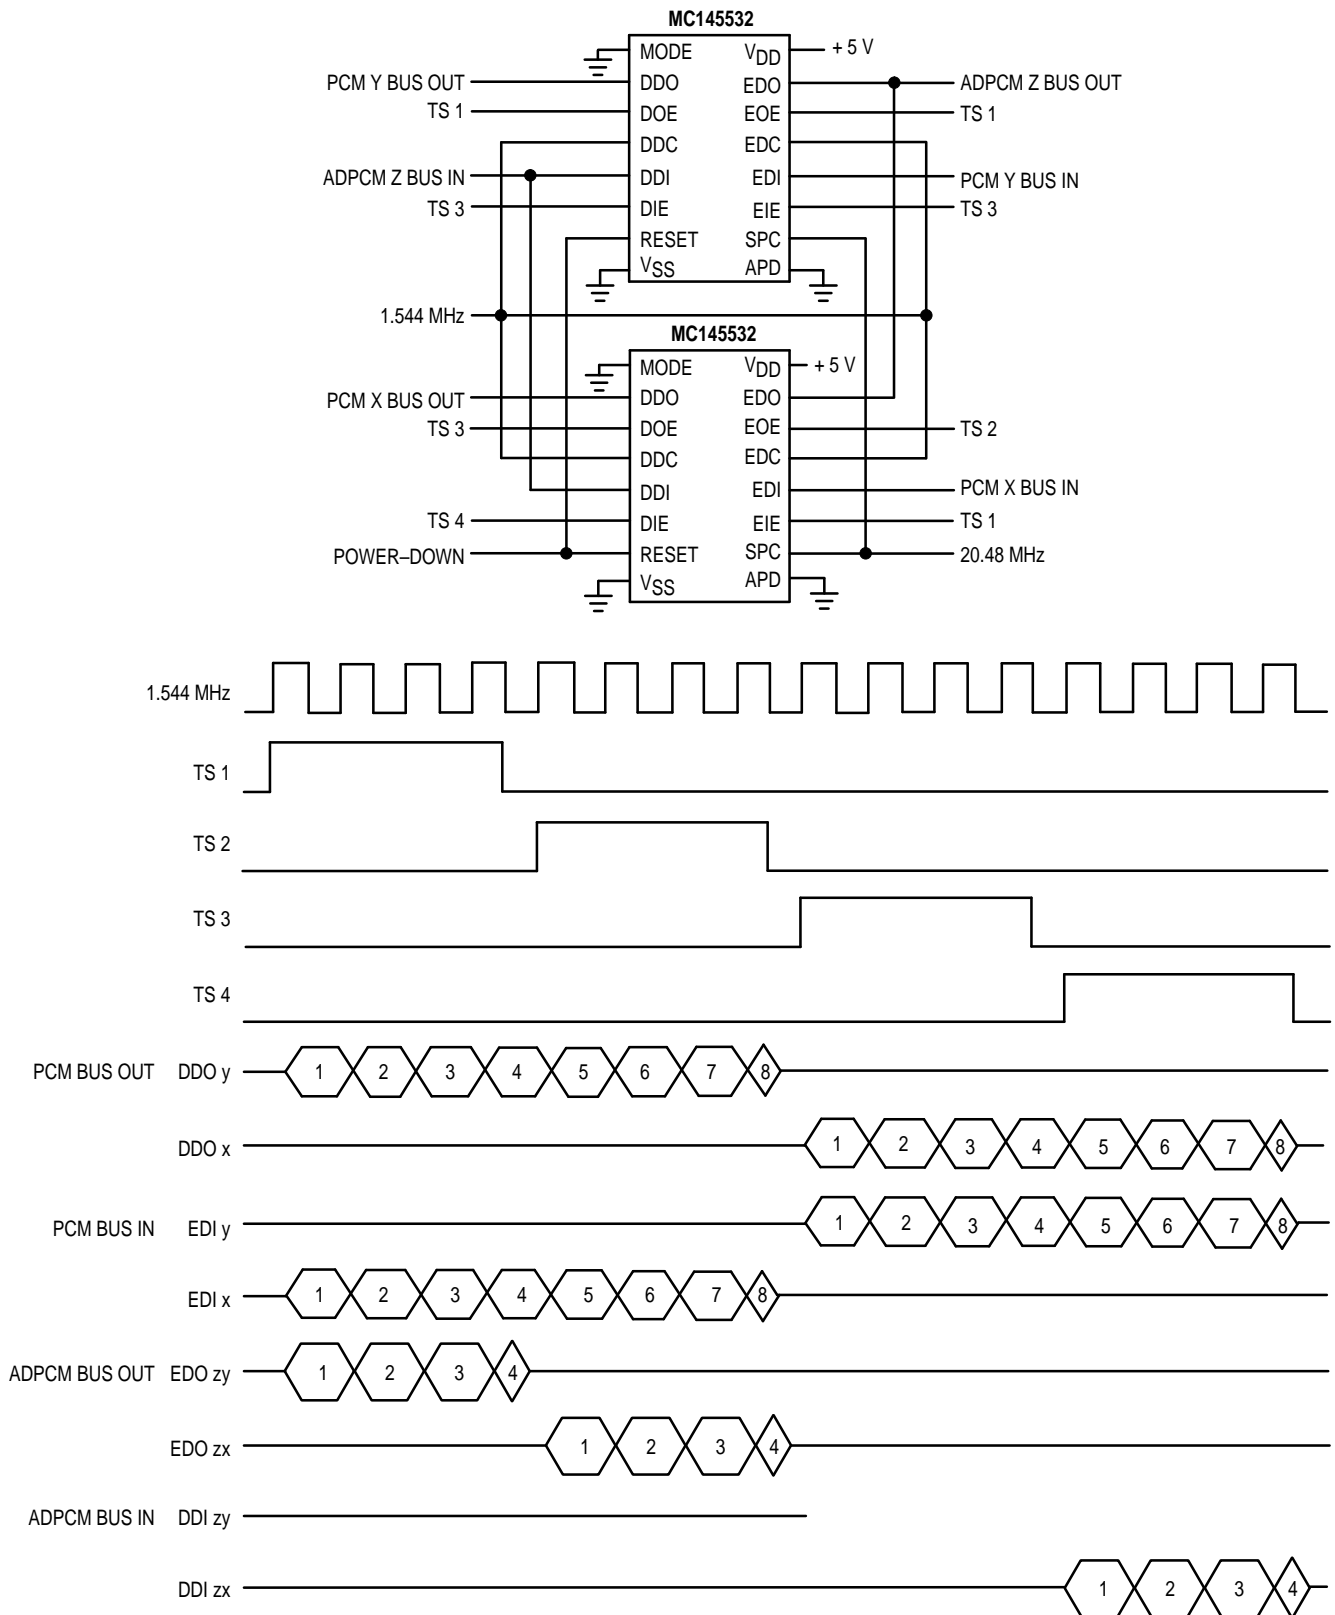 MC145532
MODE VDD + 5 V
PCM Y BUS OUT DDO EDO ADPCM Z BUS OUT
TS 1 DOE EOE TS 1
DDC EDC
ADPCM Z BUS IN DDI EDI PCM Y BUS IN
TS 3 DIE EIE TS 3
RESET SPC
VSS APD
1.544 MHz
MC145532
MODE VDD + 5 V
PCM X BUS OUT DDO EDO
TS 3 DOE EOE TS 2
DDC EDC
DDI EDI PCM X BUS IN
TS 4 DIE EIE TS 1
POWER–DOWN RESET SPC 20.48 MHz
VSS APD
1.544 MHz
TS 1
TS 2
TS 3
TS 4
PCM BUS OUT DDO y 1 2 3 4 5 6 7 8
DDO x 1 2 3 4 5 6 7 8
PCM BUS IN EDI y 1 2 3 4 5 6 7 8
EDI x 1 2 3 4 5 6 7 8
ADPCM BUS OUT EDO zy 1 2 3 4
EDO zx 1 2 3 4
ADPCM BUS IN DDI zy
DDI zx 1 2 3 4